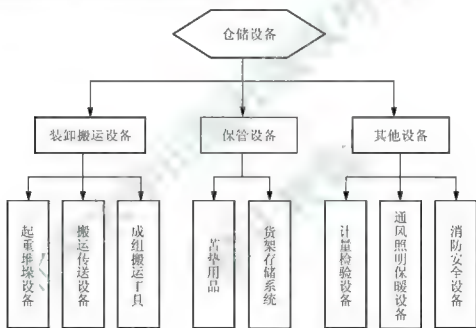 仓储设备
装卸搬运设备
保管设备
其他设备
起重堆垛设备
搬运传送设备
成组搬运工具
苫垫用品
货架存储系统
计量检验设备
通风照明保暖设备
消防安全设备